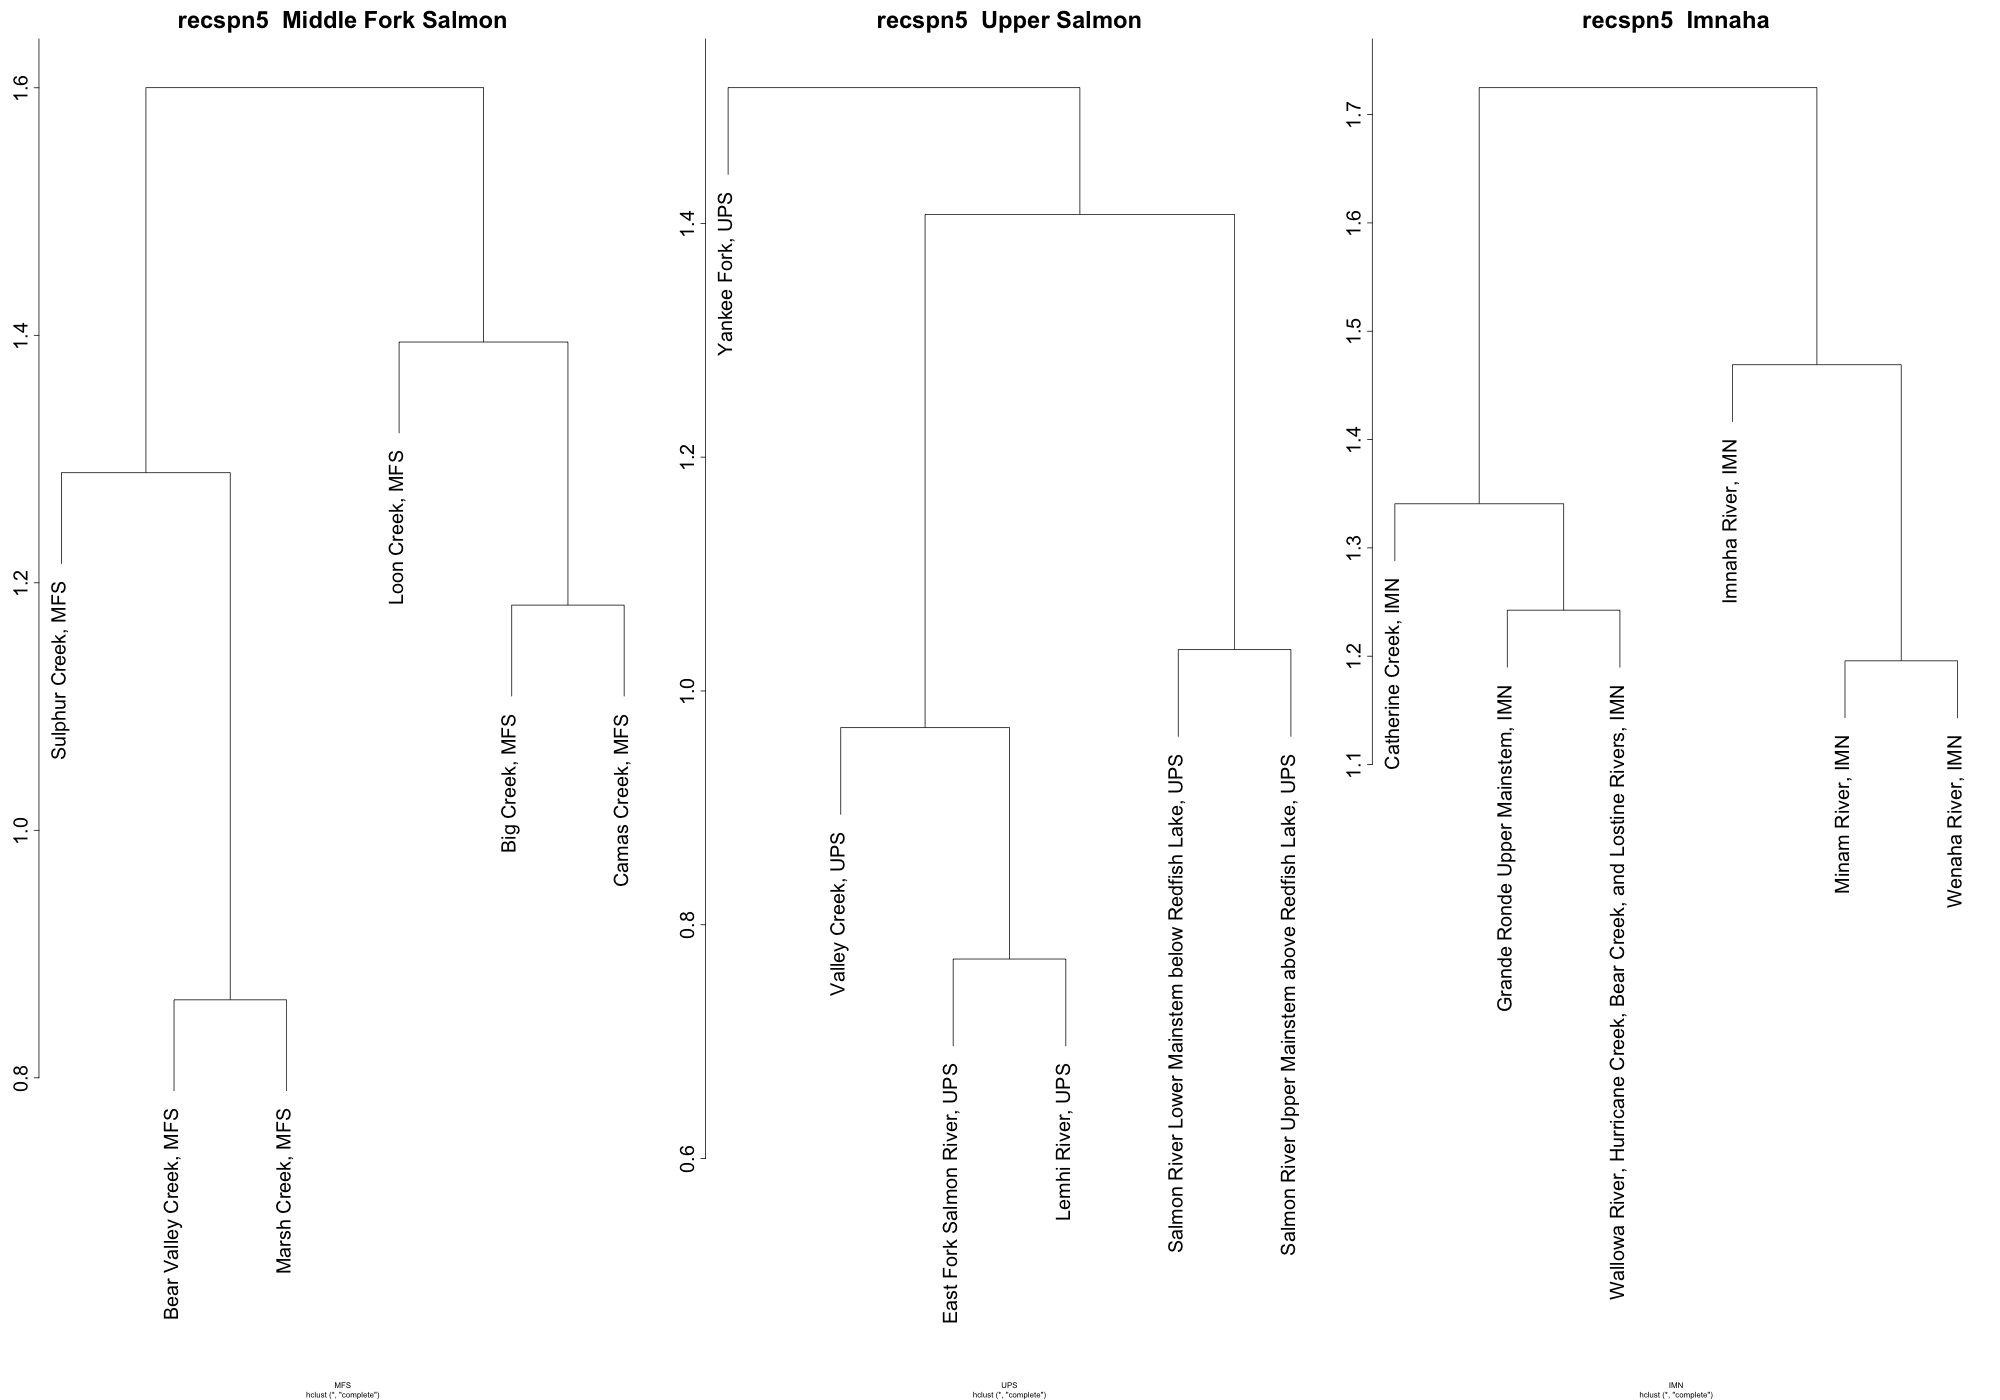 recspn5  Middle Fork Salmon
1.6
1.4
1.2
1.0
0.8
Sulphur Creek, MFS
Bear Valley Creek, MFS
Marsh Creek, MFS
Loon Creek, MFS
Big Creek, MFS
Camas Creek, MFS
MFS
hclust (*, "complete")
recspn5  Upper Salmon
1.4
1.2
1.0
0.8
0.6
Yankee Fork, UPS
Valley Creek, UPS
East Fork Salmon River, UPS
Lemhi River, UPS
Salmon River Lower Mainstem below Redfish Lake, UPS
Salmon River Upper Mainstem above Redfish Lake, UPS
UPS
hclust (*, "complete")
recspn5  Imnaha
1.7
1.6
1.5
1.4
1.3
1.2
1.1
Catherine Creek, IMN
Grande Ronde Upper Mainstem, IMN
Wallowa River, Hurricane Creek, Bear Creek, and Lostine Rivers, IMN
Imnaha River, IMN
Minam River, IMN
Wenaha River, IMN
IMN
hclust (*, "complete")